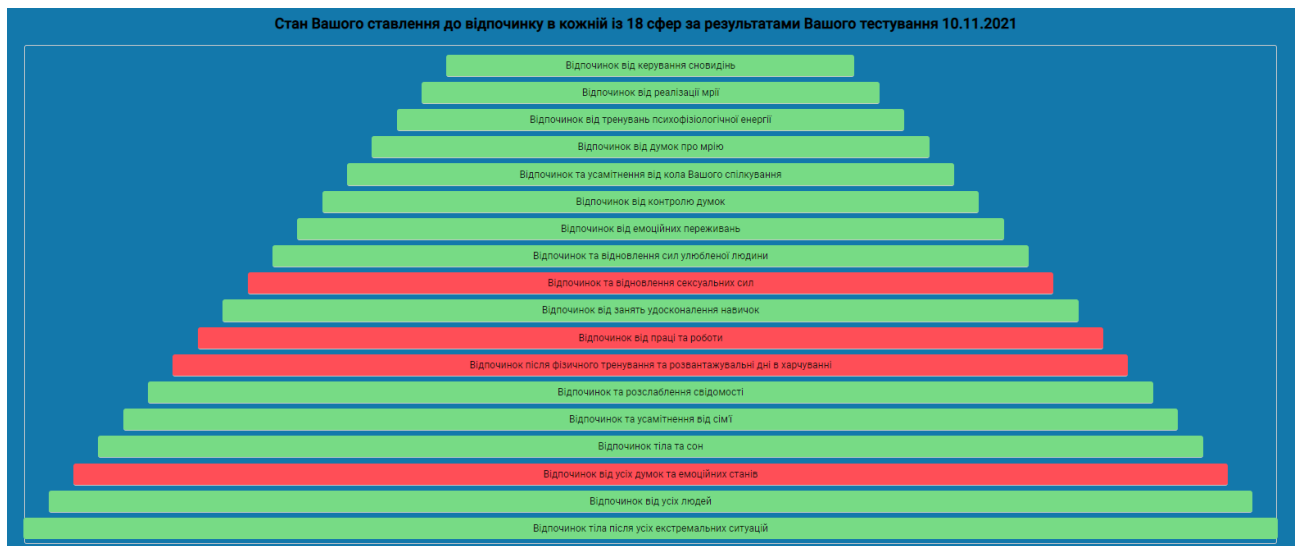 Стан Вашого ставлення до відпочинку в кожній із 18 сфер за результатами Вашого тестування 10.11.2021
Відпочинок від керування сновидінь
Відпочинок від реалізації мрії
Відпочинок від тренувань психофізіологічної енергії
Відпочинок від думок про мрію
Відпочинок та усамітнення від кола Вашого спілкування
Відпочинок від контролю думок
Відпочинок від емоційних переживань
Відпочинок та відновлення сил улюбленої людини
Відпочинок та відновлення сексуальних сил
Відпочинок від занять удосконалення навичок
Відпочинок від праці та роботи
Відпочинок після фізичного тренування та розвантажувальні дні в харчуванні
Відпочинок та розслаблення свідомості
Відпочинок та усамітнення від сім'ї
Відпочинок тіла та сон
Відпочинок від усіх думок та емоційних станів
Відпочинок від усіх людей
Відпочинок тіла після усіх екстремальних ситуацій